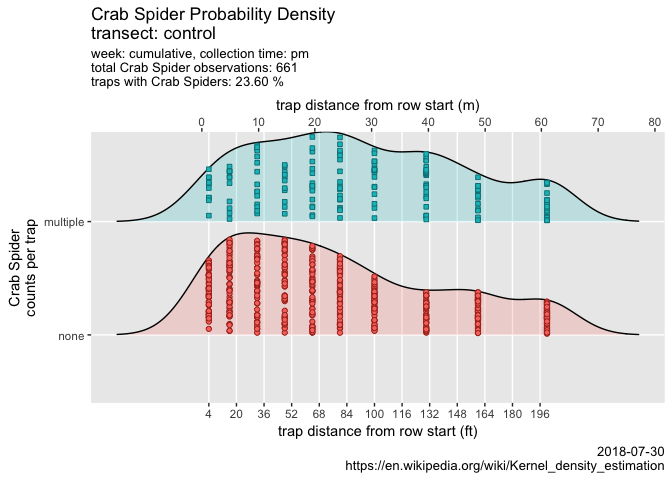 Crab Spider Probability Density
transect: control
week: cumulative, collection time: pm
total Crab Spider observations: 661
traps with Crab Spiders: 23.60 %
trap distance from row start (m)
0 10 20 30 40 50 60 70 80
Crab Spider
counts per trap
multiple
none
4 20 36 52 68 84 100 116 132 148 164 180 196
trap distance from row start (ft)
2018-07-30
https://en.wikipedia.org/wiki/Kernel_density_estimation